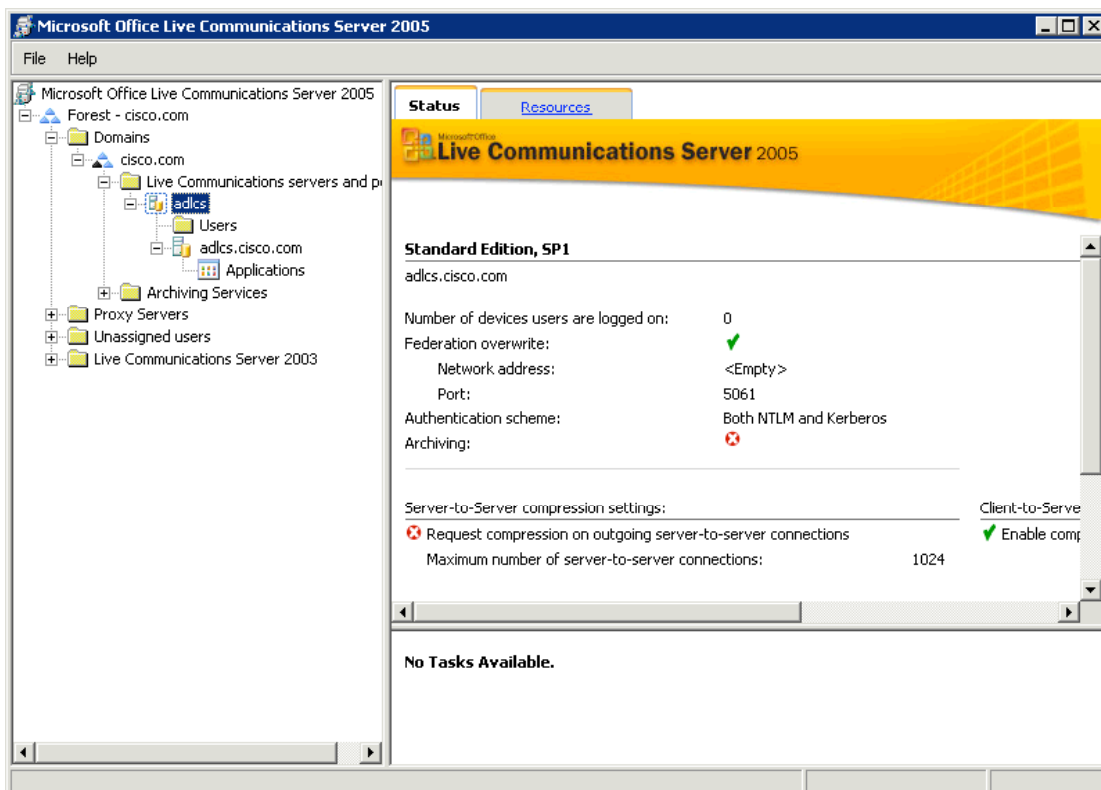 Microsoft Office Live Communications Server 2005
File Help
Microsoft Office Live Communications Server 2005
Forest - cisco.com
Domains
cisco.com
Live Communications servers and
adlcs
Users
adlcs.cisco.com
Applications
Archiving Services
Proxy Servers
Unassigned users
Live Communications Server 2003
Status Resources
Microsoft Office
Live Communications Server 2005
Standard Edition, SP1
adlcs.cisco.com
Number of devices users are logged on: 0
Federation overwrite:
Network address: <Empty>
Port: 5061
Authentication scheme: Both NTLM and Kerberos
Archiving:
Server-to-Server compression settings: Client-to-Serve
Request compression on outgoing server-to-server connections Enable comp
Maximum number of server-to-server connections: 1024
No Tasks Available.